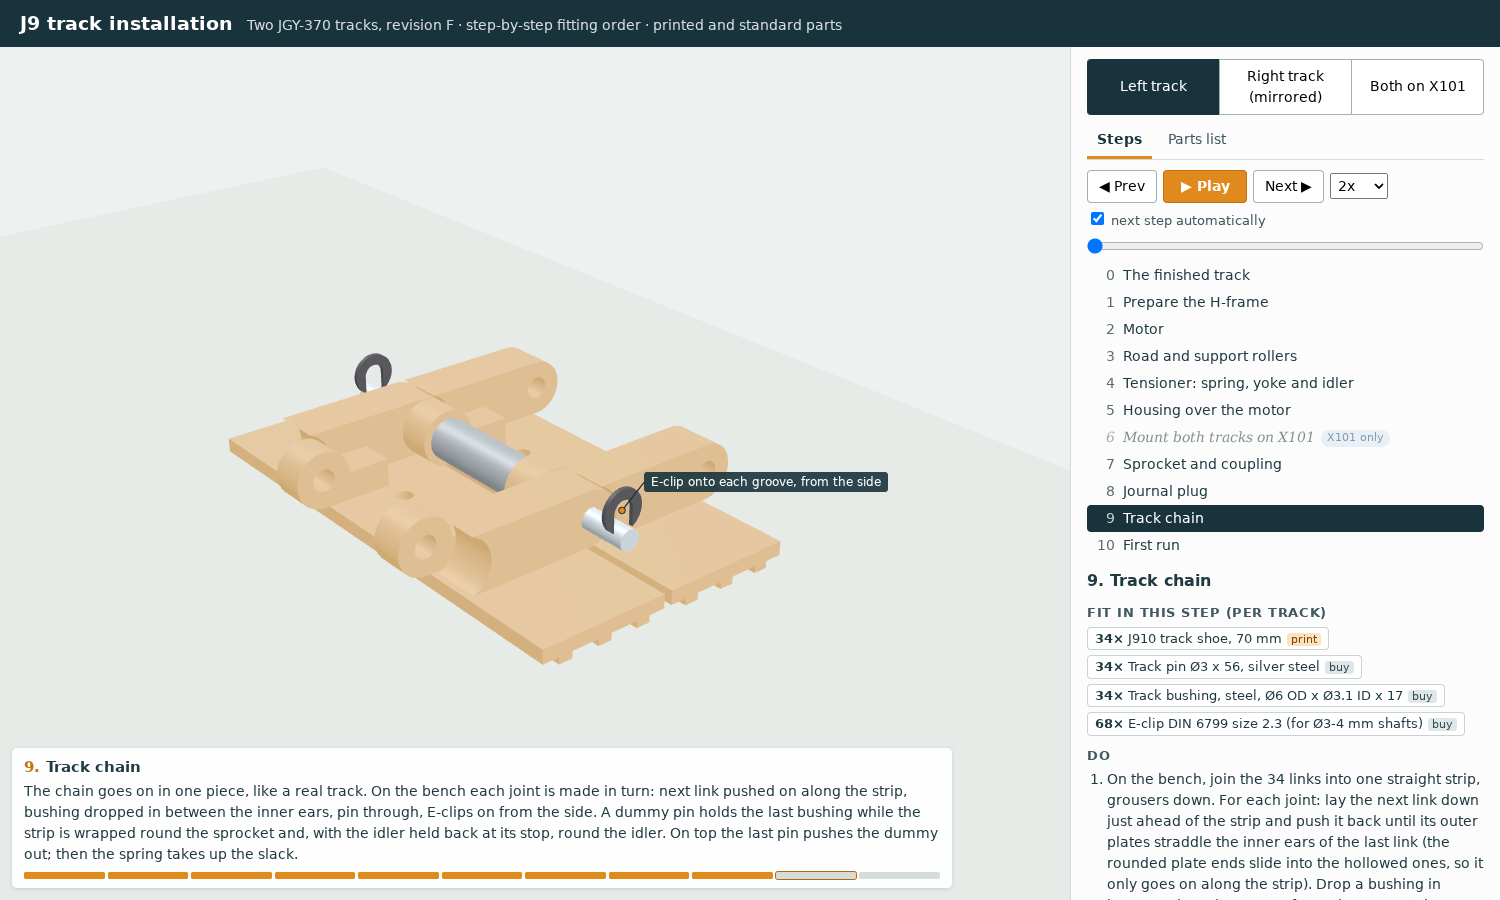 J9 track installation
Two JGY-370 tracks, revision F · step-by-step fitting order · printed and standard parts
Left track
Right track
(mirrored)
Both on X101
Steps
Parts list
◀ Prev
▶ Play
Next ▶
2x
next step automatically
0 The finished track
1 Prepare the H-frame
2 Motor
3 Road and support rollers
4 Tensioner: spring, yoke and idler
5 Housing over the motor
6 Mount both tracks on X101 X101 only
7 Sprocket and coupling
8 Journal plug
9 Track chain
10 First run
9. Track chain
FIT IN THIS STEP (PER TRACK)
34× J910 track shoe, 70 mm print
34× Track pin Ø3 x 56, silver steel buy
34× Track bushing, steel, Ø6 OD x Ø3.1 ID x 17 buy
68× E-clip DIN 6799 size 2.3 (for Ø3-4 mm shafts) buy
DO
1. On the bench, join the 34 links into one straight strip,
grousers down. For each joint: lay the next link down
just ahead of the strip and push it back until its outer
plates straddle the inner ears of the last link (the
rounded plate ends slide into the hollowed ones, so it
only goes on along the strip). Drop a bushing in
E-clip onto each groove, from the side
9. Track chain
The chain goes on in one piece, like a real track. On the bench each joint is made in turn: next link pushed on along the strip,
bushing dropped in between the inner ears, pin through, E-clips on from the side. A dummy pin holds the last bushing while the
strip is wrapped round the sprocket and, with the idler held back at its stop, round the idler. On top the last pin pushes the dummy
out; then the spring takes up the slack.